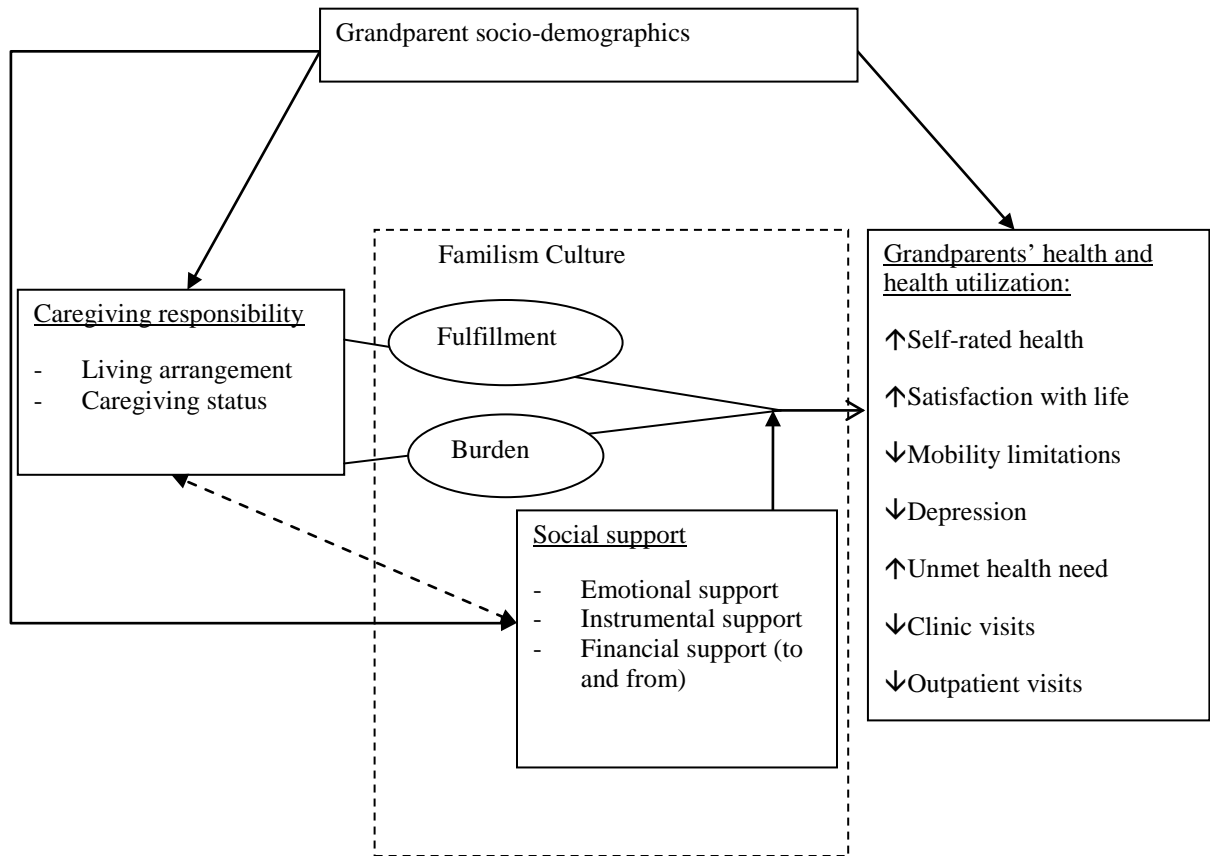 Grandparent socio-demographics
Familism Culture
Caregiving responsibility
- Living arrangement
- Caregiving status
Fulfillment
Burden
Social support
- Emotional support
- Instrumental support
- Financial support (to
and from)
Grandparents’ health and
health utilization:
↑Self-rated health
↑Satisfaction with life
↓Mobility limitations
↓Depression
↑Unmet health need
↓Clinic visits
↓Outpatient visits